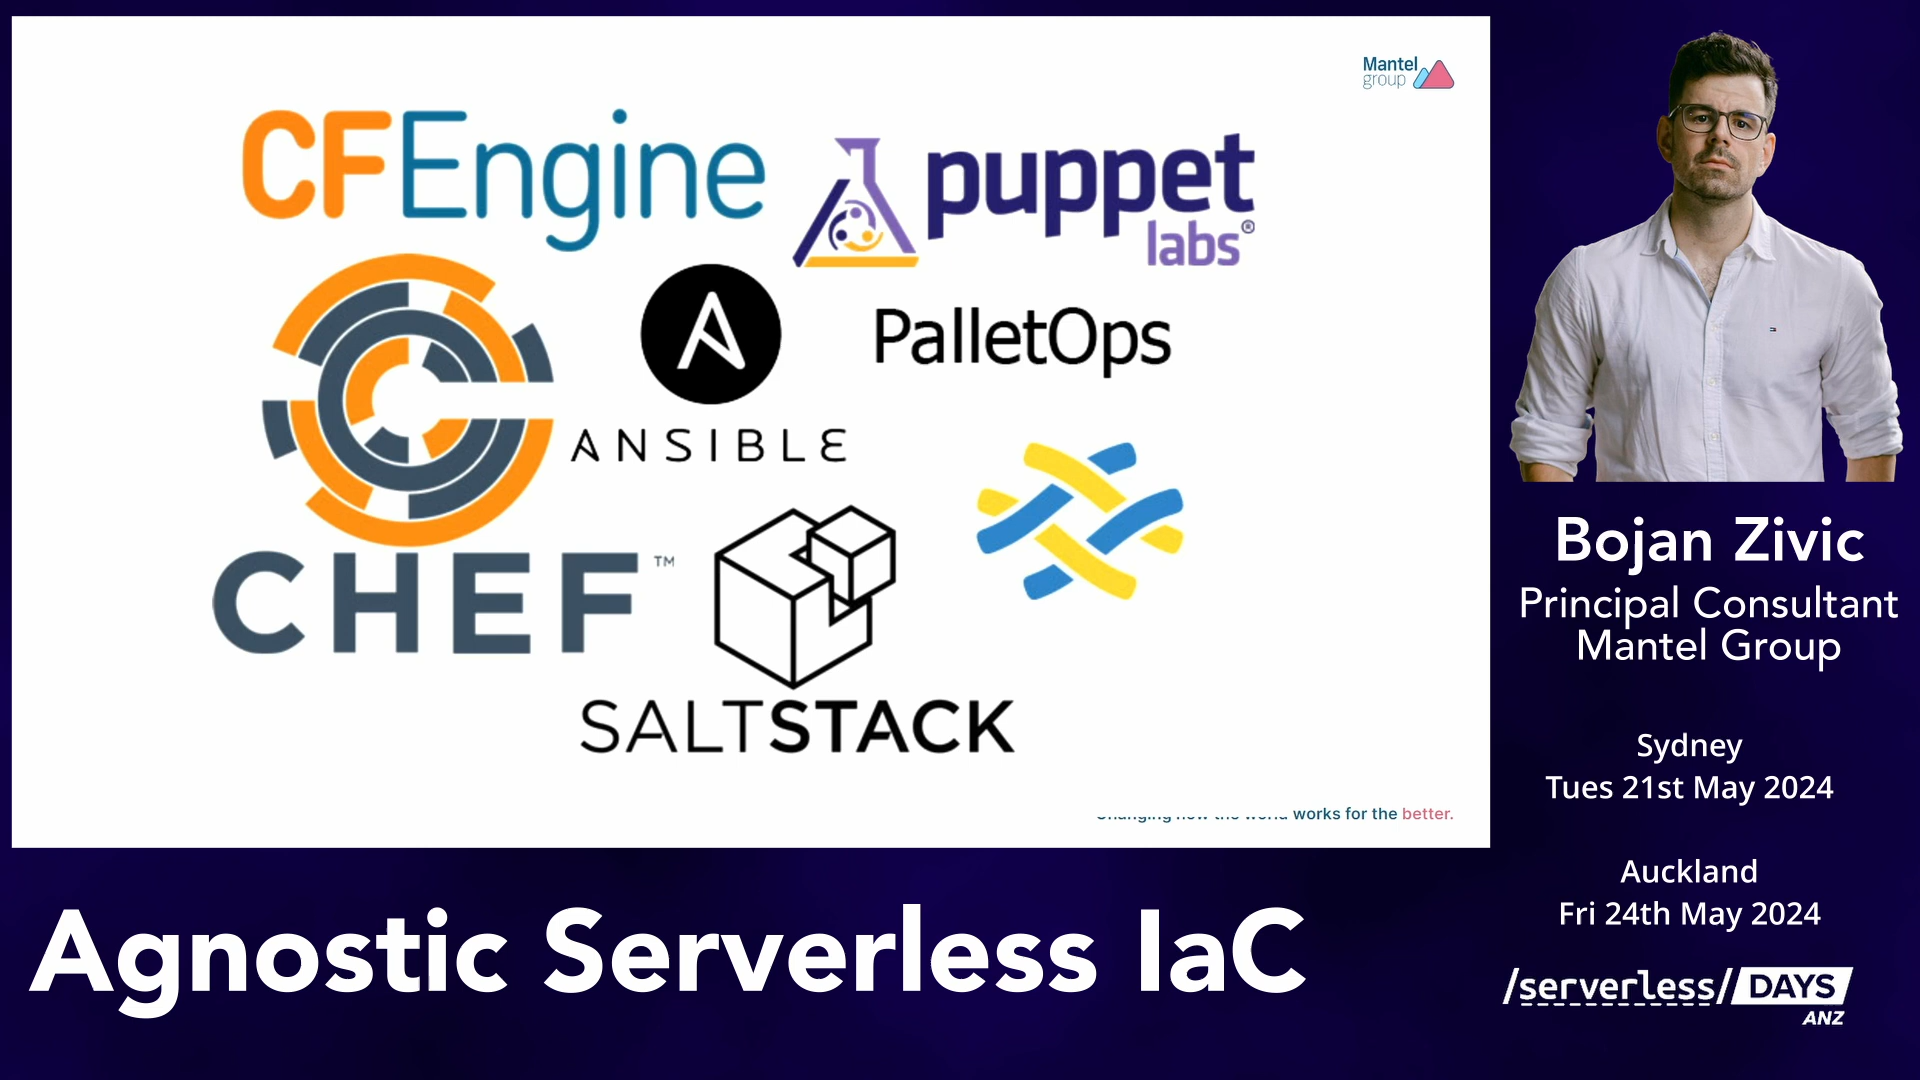 Mantel
group
CFEngine
puppet
labs®
PalletOps
ANSIBLE
CHEF™
SALTSTACK
works for the better.
Bojan Zivic
Principal Consultant
Mantel Group
Sydney
Tues 21st May 2024
Auckland
Fri 24th May 2024
Agnostic Serverless IaC
/serverless/DAYS
ANZ